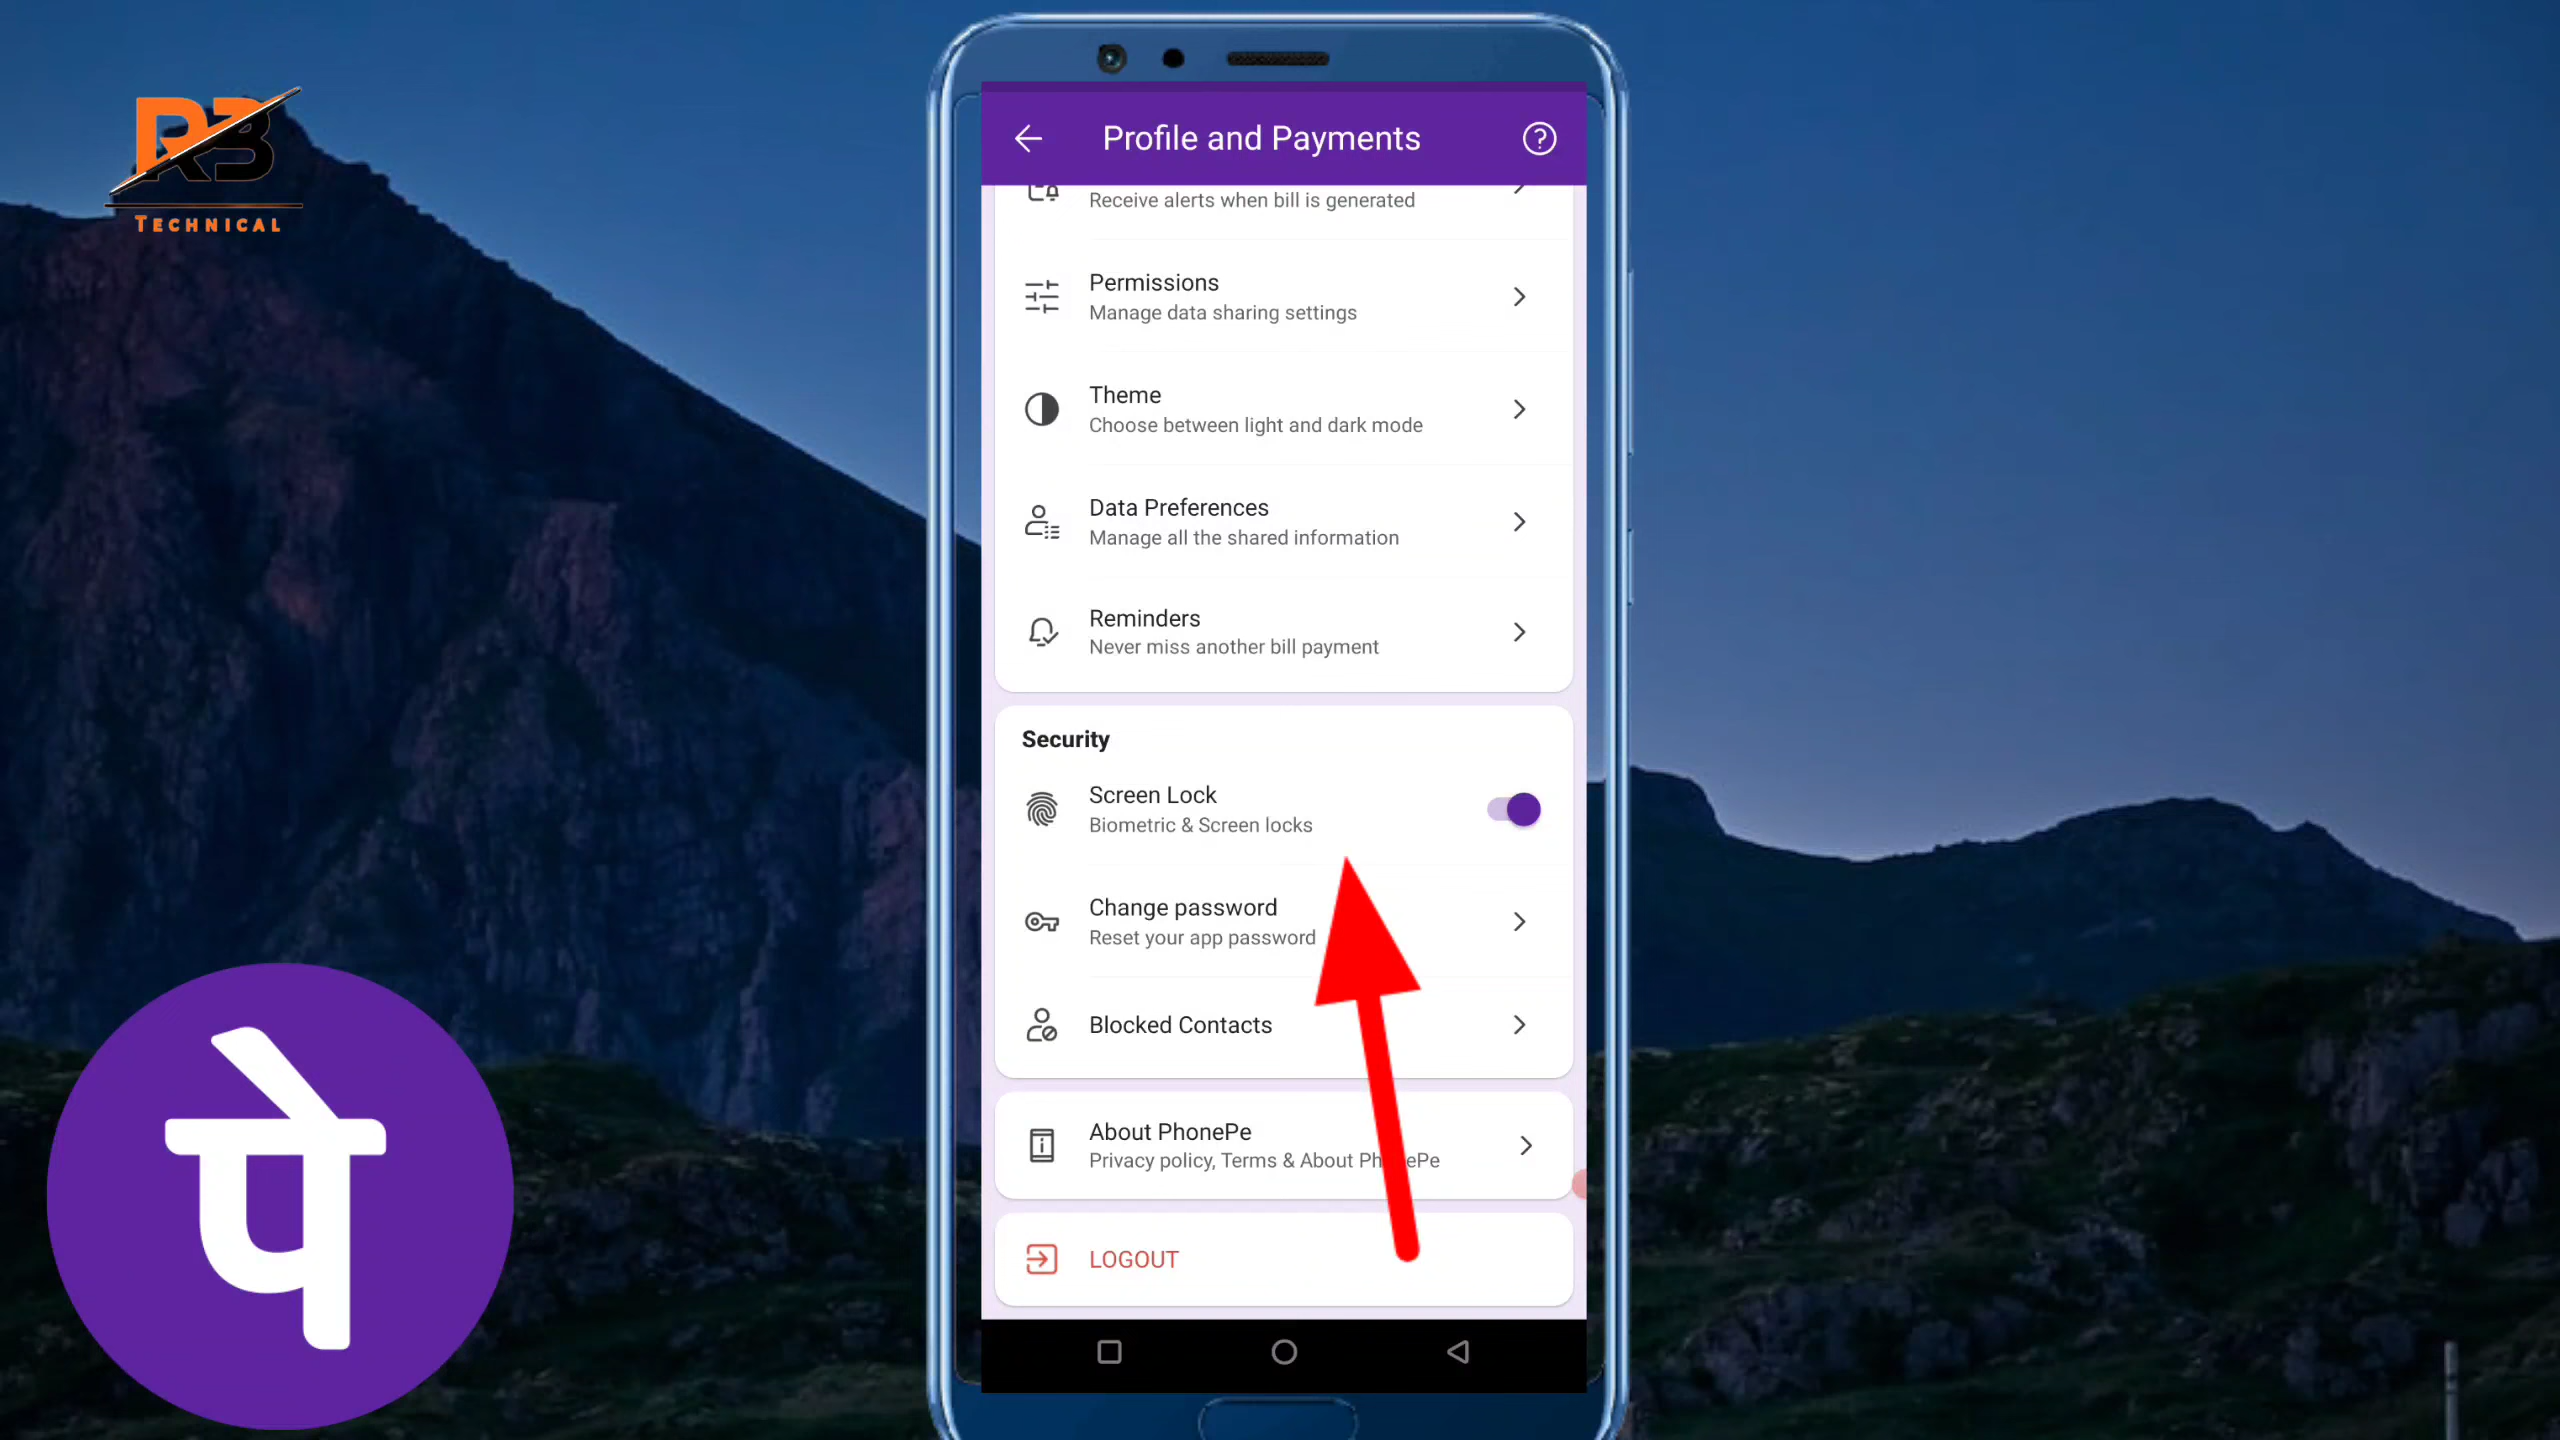 RB
TECHNICAL
Profile and Payments
Receive alerts when bill is generated
Permissions
Manage data sharing settings
Theme
Choose between light and dark mode
Data Preferences
Manage all the shared information
Reminders
Never miss another bill payment
Security
Screen Lock
Biometric & Screen locks
Change password
Reset your app password
Blocked Contacts
About PhonePe
Privacy policy, Terms & About PhonePe
LOGOUT
पे